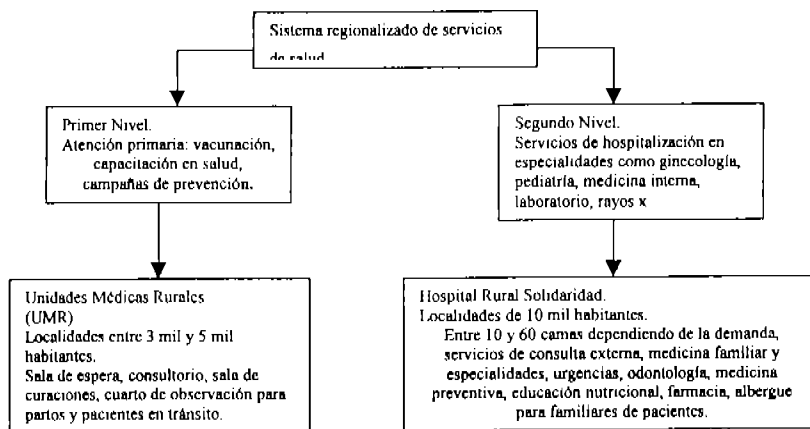 Sistema regionalizado de servicios
de salud
Primer Nivel.
Atención primaria: vacunación,
capacitación en salud,
campañas de prevención.
Segundo Nivel.
Servicios de hospitalización en
especialidades como ginecología,
pediatría, medicina interna,
laboratorio, rayos x
Unidades Médicas Rurales
(UMR)
Localidades entre 3 mil y 5 mil
habitantes.
Sala de espera, consultorio, sala de
curaciones, cuarto de observación para
partos y pacientes en tránsito.
Hospital Rural Solidaridad.
Localidades de 10 mil habitantes.
Entre 10 y 60 camas dependiendo de la demanda,
servicios de consulta externa, medicina familiar y
especialidades, urgencias, odontología, medicina
preventiva, educación nutricional, farmacia, albergue
para familiares de pacientes.